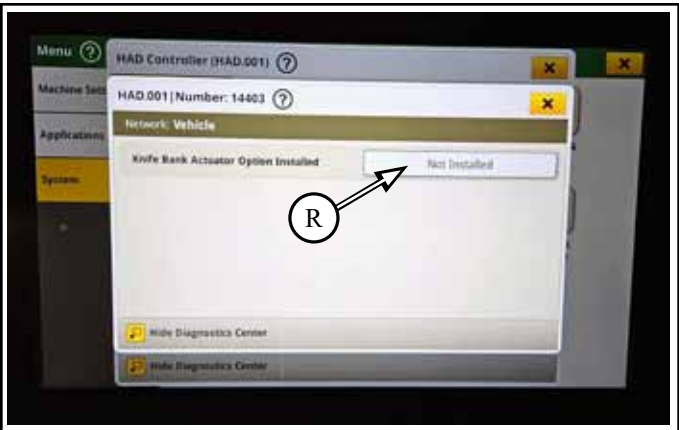 Menu ?
HAD Controller (HAD.001) ?
Machine Sett
HAD.001|Number: 14403 ?
Network: Vehicle
Applications
Knife Bank Actuator Option Installed
Not Installed
System
R
Hide Diagnostics Center
Hide Diagnostics Center